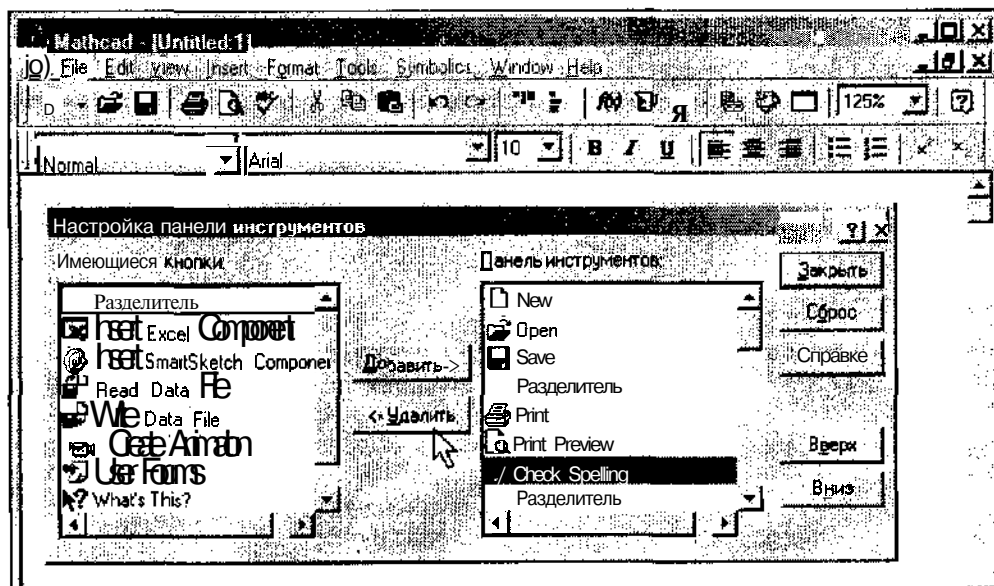 Mathcad - [Untitled:1]
File Edit View Insert Format Tools Symbolics Window Help
125%
Normal Arial 10 B I U
Настройка панели инструментов
Имеющиеся кнопки:
Разделитель
Insert Excel Component
Insert SmartSketch Componer
Read Data File
Write Data File
Create Animation
User Forms
What's This?
Добавить->
<-Удалить
Панель инструментов:
New
Open
Save
Разделитель
Print
Print Preview
Check Spelling
Разделитель
Закрыть
Сброс
Справке
Вверх
Вниз